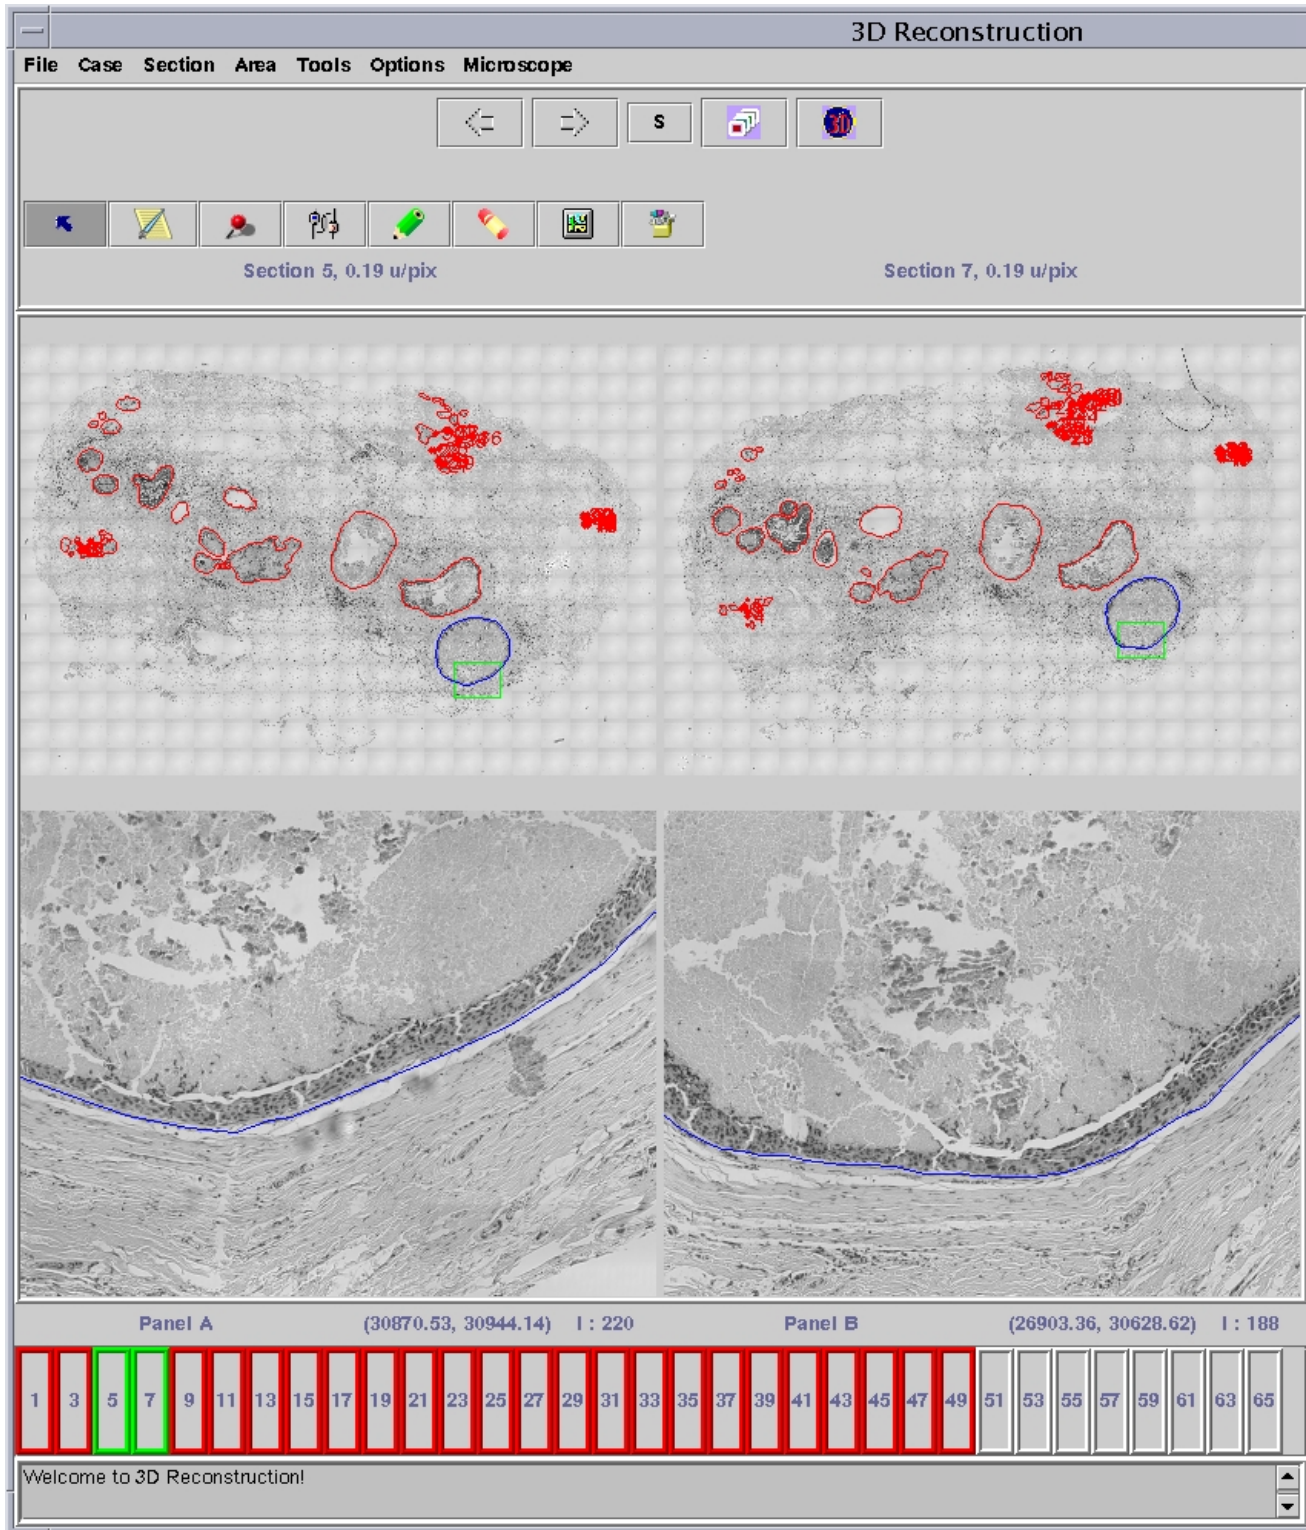 3D Reconstruction
File Case Section Area Tools Options Microscope
S
3D
Section 5, 0.19 u/pix
Section 7, 0.19 u/pix
Panel A (30870.53, 30944.14) I : 220 Panel B (26903.36, 30628.62) I : 188
1 3 5 7 9 11 13 15 17 19 21 23 25 27 29 31 33 35 37 39 41 43 45 47 49 51 53 55 57 59 61 63 65
Welcome to 3D Reconstruction!